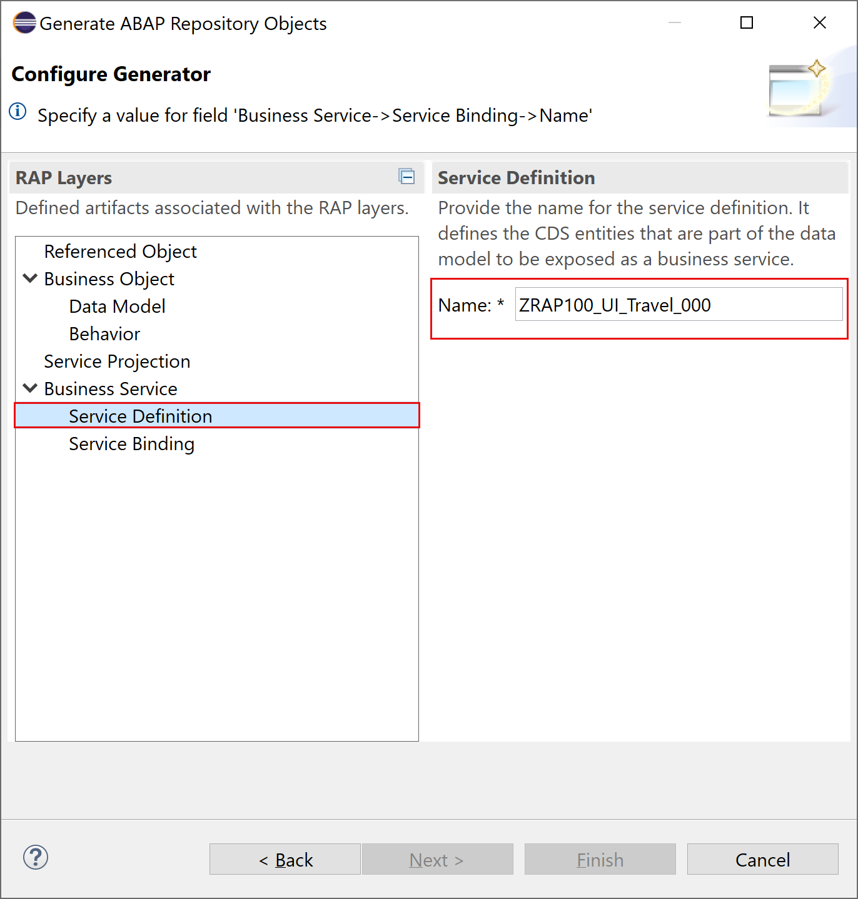 Generate ABAP Repository Objects
Configure Generator
Specify a value for field 'Business Service->Service Binding->Name'
RAP Layers
Defined artifacts associated with the RAP layers.
Referenced Object
Business Object
Data Model
Behavior
Service Projection
Business Service
Service Definition
Service Binding
Service Definition
Provide the name for the service definition. It
defines the CDS entities that are part of the data
model to be exposed as a business service.
Name: * ZRAP100_UI_Travel_000
? < Back Next > Finish Cancel